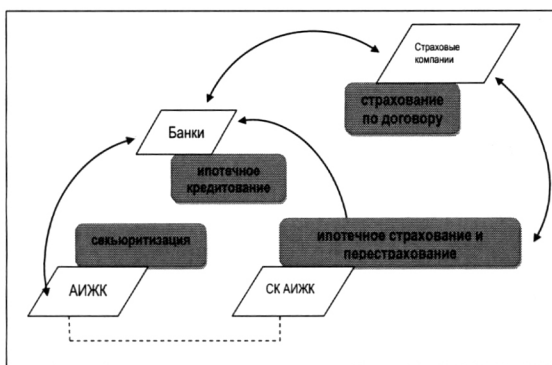 Страховые
компании
страхование
по договору
Банки
ипотечное
кредитование
секьюритизация
ипотечное страхование и
перестрахование
АИЖК
СК АИЖК